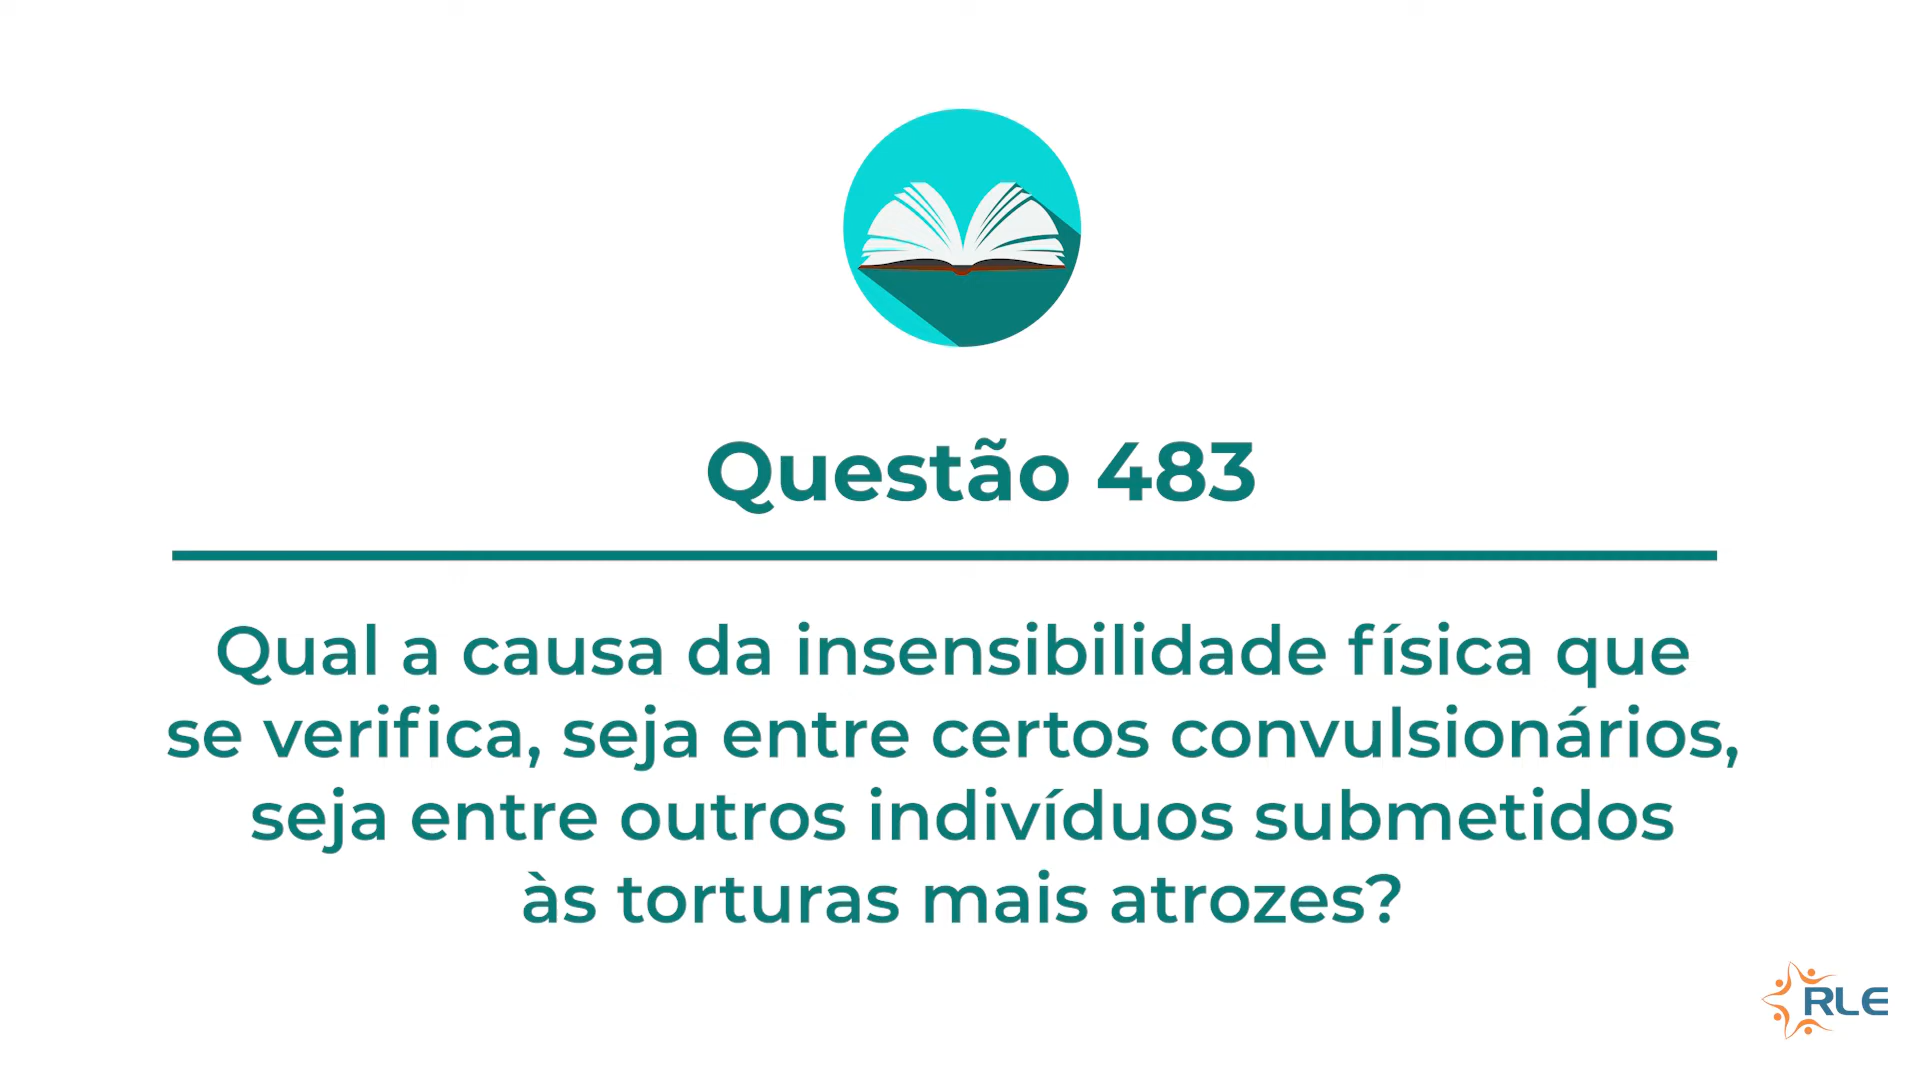 Questão 483
Qual a causa da insensibilidade física que
se verifica, seja entre certos convulsionários,
seja entre outros indivíduos submetidos
às torturas mais atrozes?
RLE